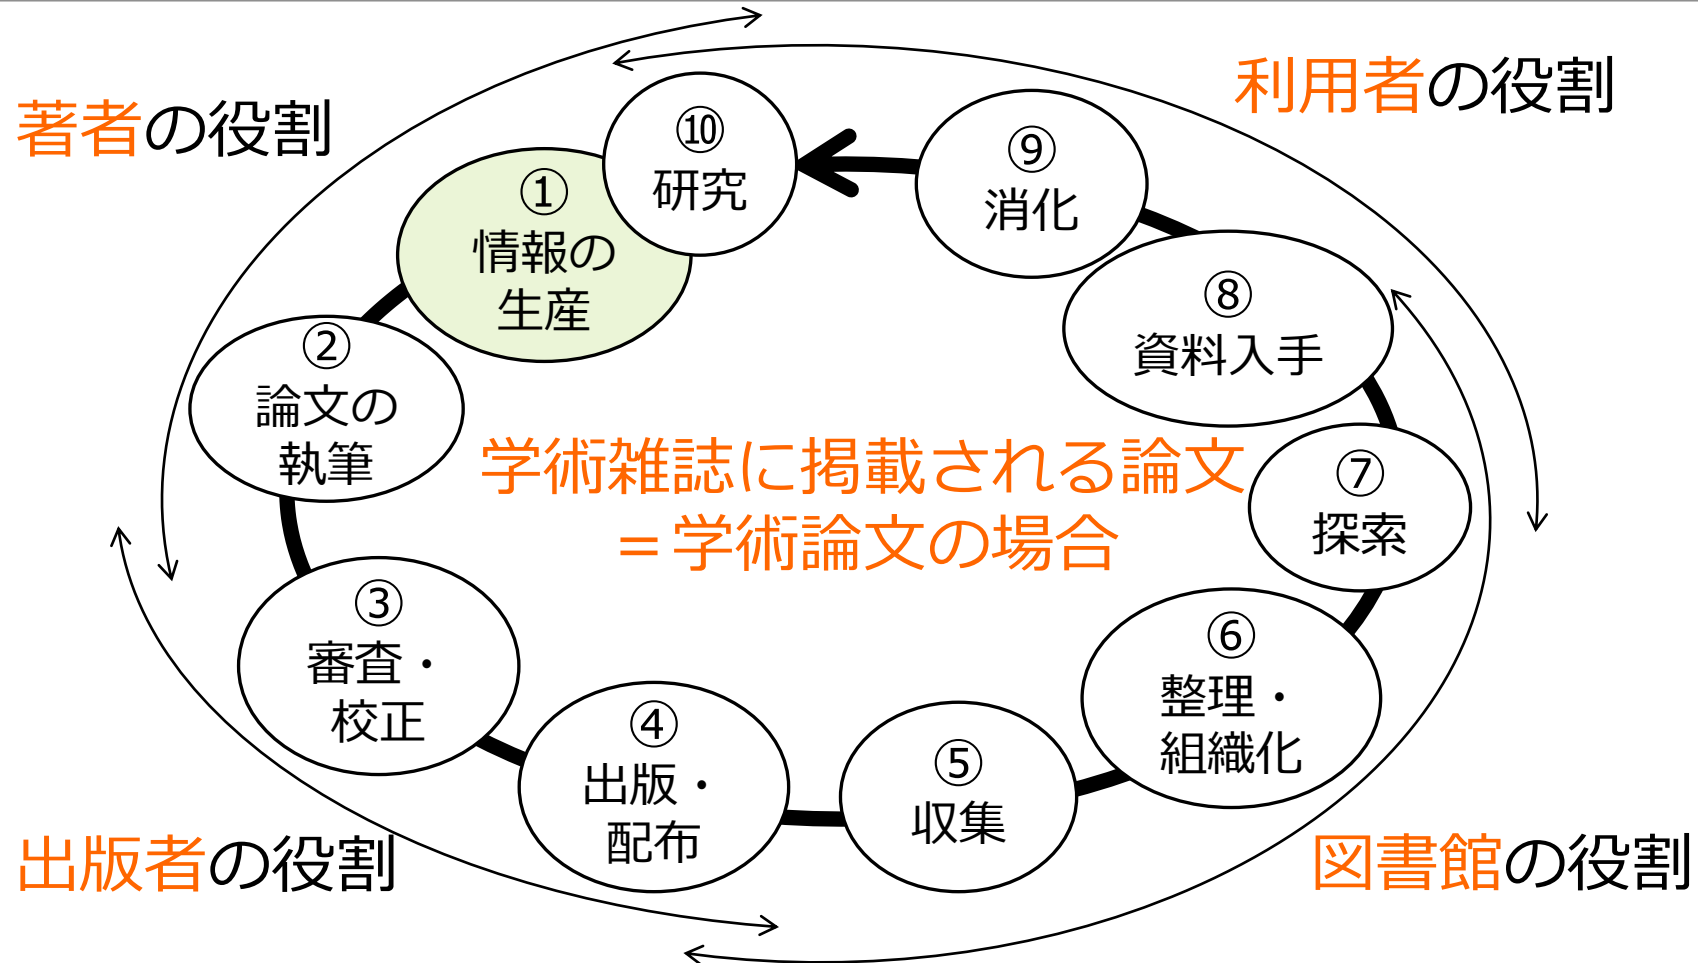 著者の役割
利用者の役割
⑩
研究
⑨
消化
①
情報の
生産
⑧
資料入手
②
論文の
執筆
学術雑誌に掲載される論文
＝学術論文の場合
⑦
探索
③
審査・
校正
⑥
整理・
組織化
④
出版・
配布
⑤
収集
出版者の役割
図書館の役割